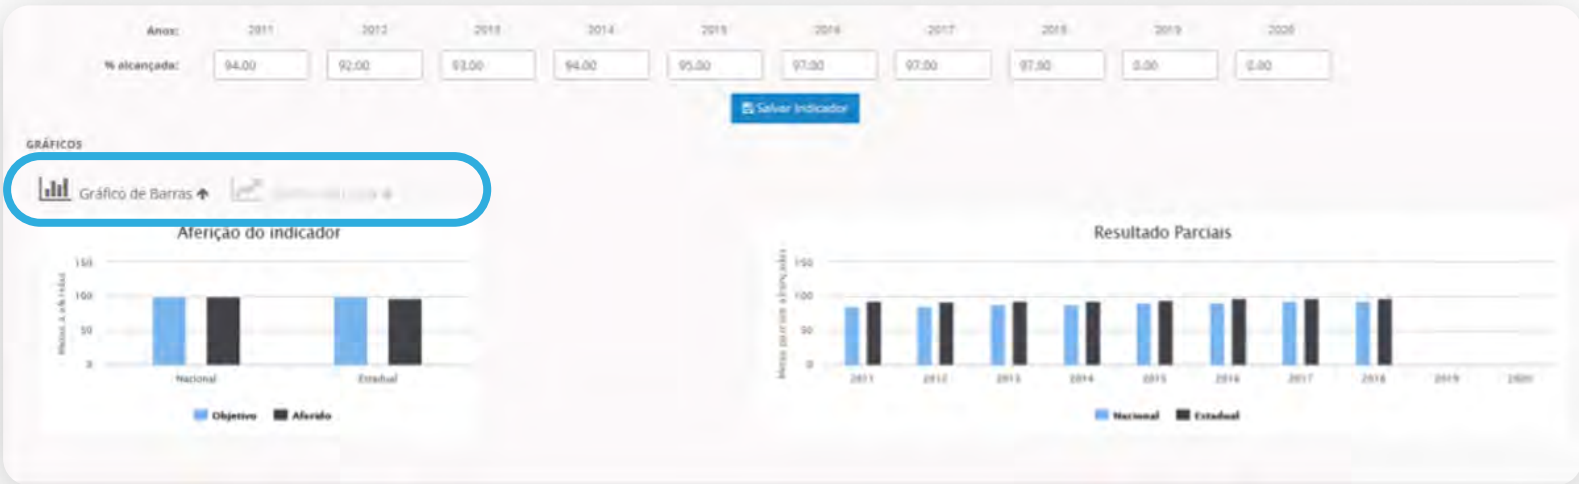 Anos: 2011 2012 2013 2014 2015 2016 2017 2018 2019 2020
% alcançada: 94.00 92.00 93.00 94.00 95.00 97.00 97.00 97.00 0.00 0.00
Salvar Indicador
GRÁFICOS
Gráfico de Barras
Aferição do indicador
150
100
50
0
Nacional Estadual
Objetivo Aferido
Resultado Parciais
150
100
50
0
2011 2012 2013 2014 2015 2016 2017 2018 2019 2020
Nacional Estadual